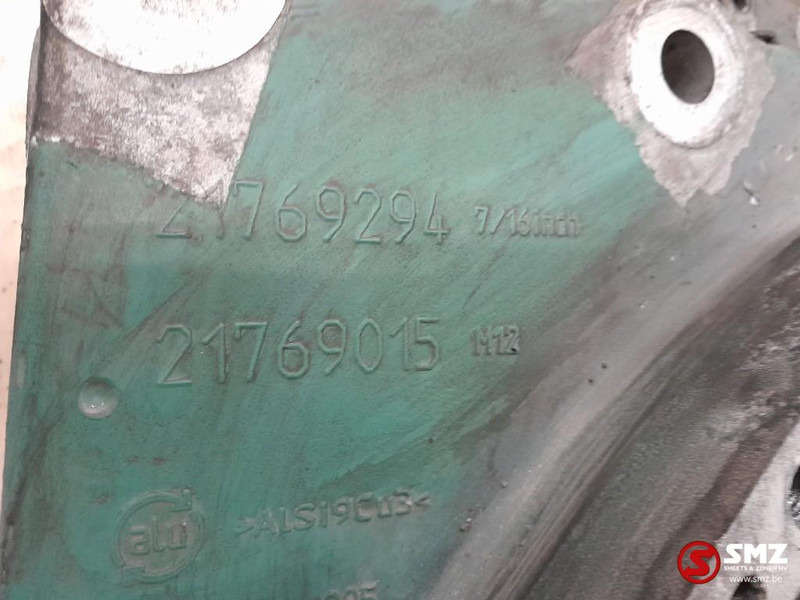 21769294 7/16inch
21769015 M12
alu >ALSI9Cu3<
SMZ
SMEETS & ZONEN NV
www.smz.be